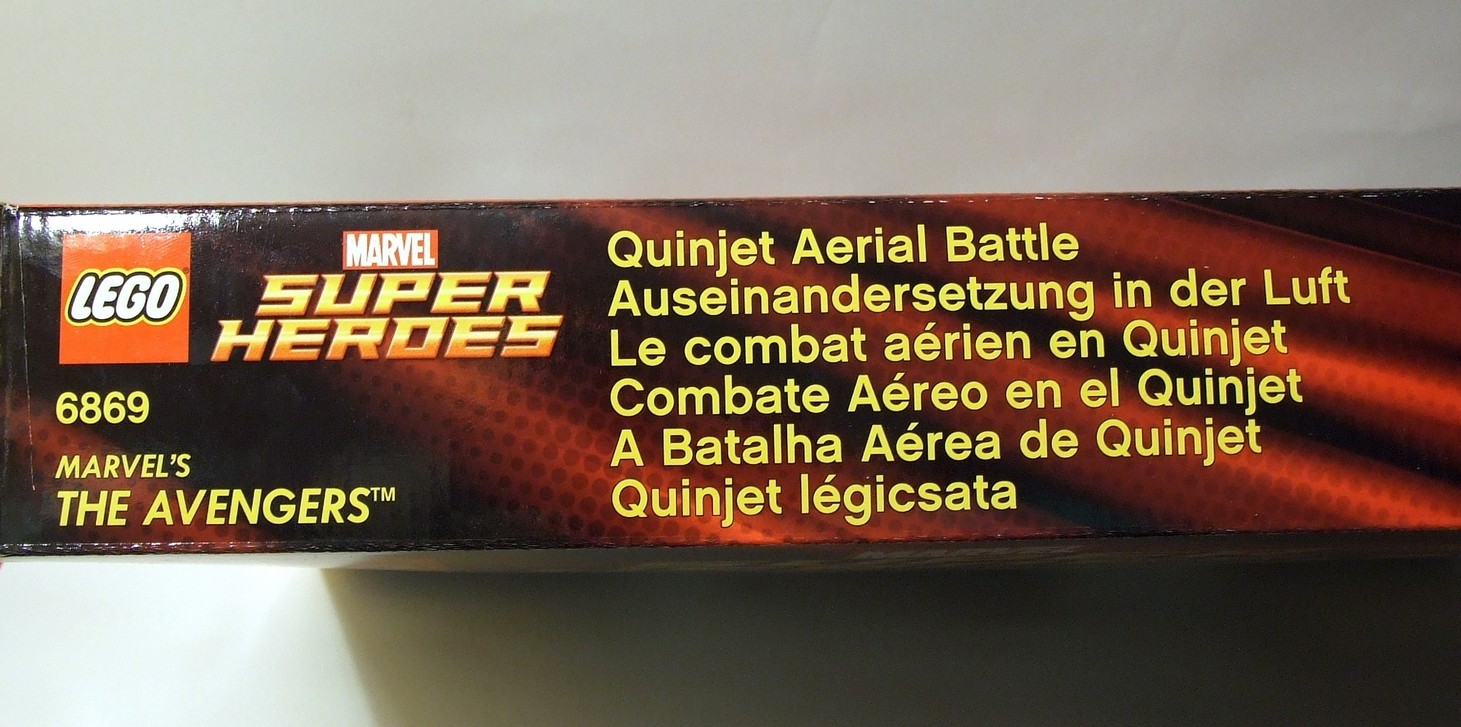 LEGO
MARVEL
SUPER
HEROES
6869
MARVEL'S
THE AVENGERS™
Quinjet Aerial Battle
Auseinandersetzung in der Luft
Le combat aérien en Quinjet
Combate Aéreo en el Quinjet
A Batalha Aérea de Quinjet
Quinjet légicsata